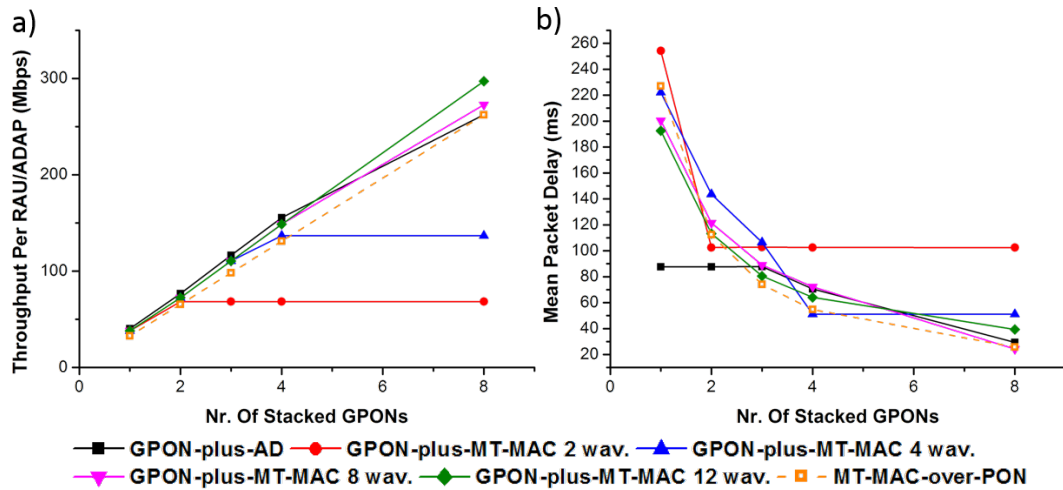 a)
Throughput Per RAU/ADAP (Mbps)
300
200
100
0
0
2
4
6
8
Nr. Of Stacked GPONs
b)
Mean Packet Delay (ms)
260
240
220
200
180
160
140
120
100
80
60
40
20
0
2
4
6
8
Nr. Of Stacked GPONs
GPON-plus-AD
GPON-plus-MT-MAC 2 wav.
GPON-plus-MT-MAC 4 wav.
GPON-plus-MT-MAC 8 wav.
GPON-plus-MT-MAC 12 wav.
MT-MAC-over-PON